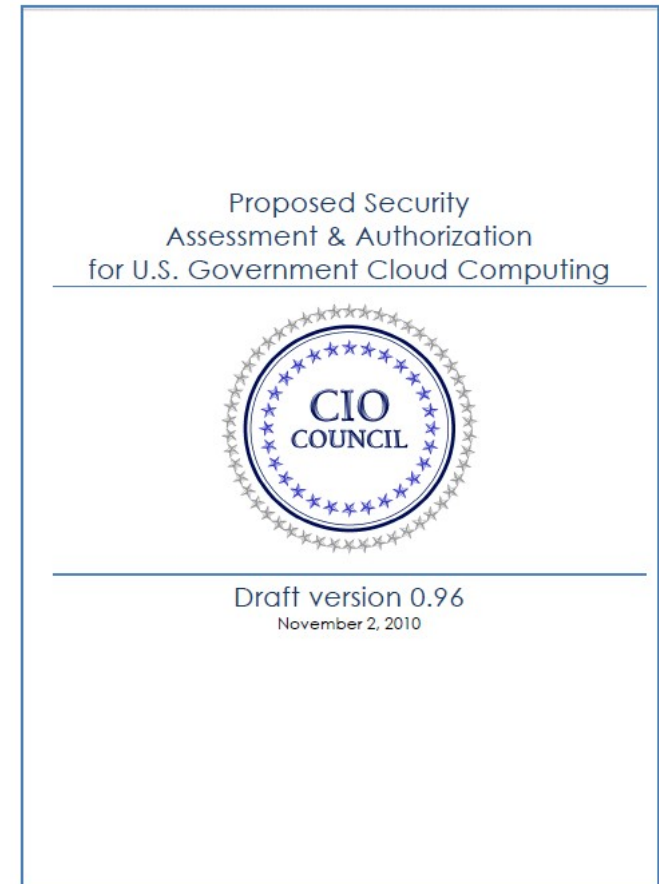 Proposed Security
Assessment & Authorization
for U.S. Government Cloud Computing
CIO
COUNCIL
Draft version 0.96
November 2, 2010